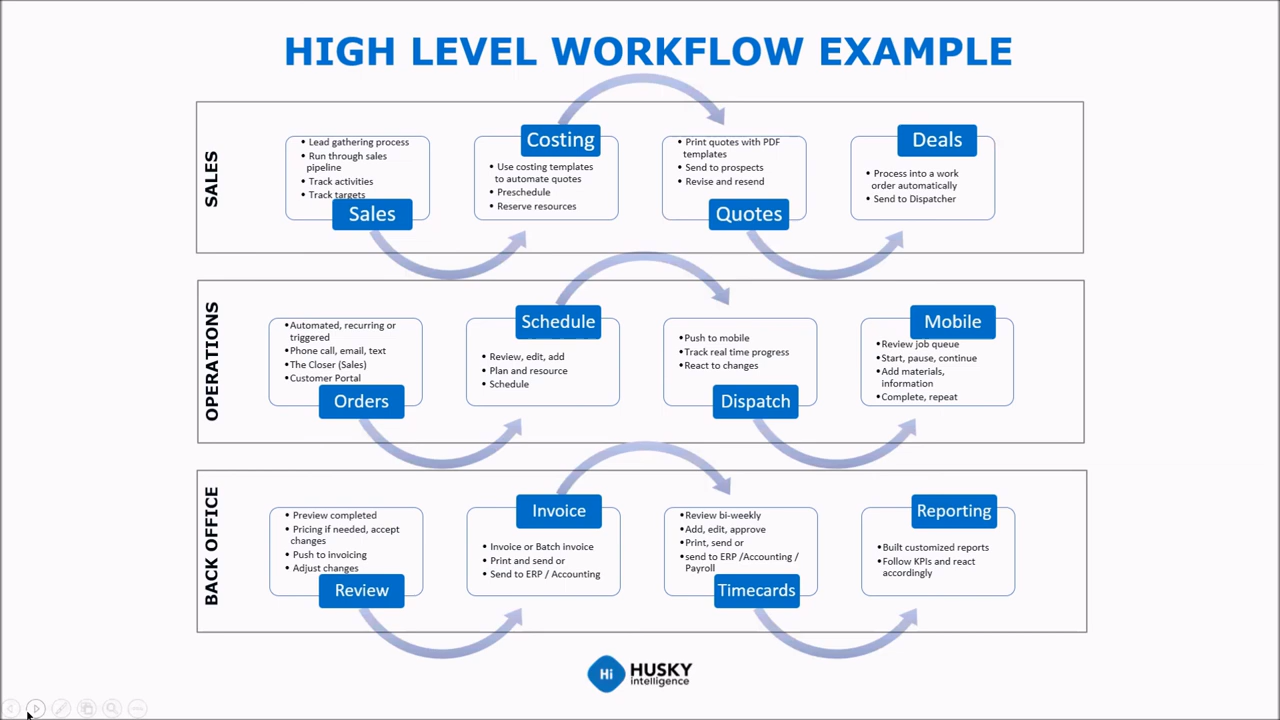 HIGH LEVEL WORKFLOW EXAMPLE
SALES
• Lead gathering process
• Run through sales
pipeline
• Track activities
• Track targets
Sales
Costing
• Use costing templates
to automate quotes
• Preschedule
• Reserve resources
• Print quotes with PDF
templates
• Send to prospects
• Revise and resend
Quotes
Deals
• Process into a work
order automatically
• Send to Dispatcher
OPERATIONS
•Automated, recurring or
triggered
•Phone call, email, text
•The Closer (Sales)
•Customer Portal
Orders
Schedule
• Review, edit, add
• Plan and resource
• Schedule
•Push to mobile
•Track real time progress
•React to changes
Dispatch
Mobile
•Review job queue
•Start, pause, continue
•Add materials,
information
•Complete, repeat
BACK OFFICE
• Preview completed
• Pricing if needed, accept
changes
• Push to invoicing
• Adjust changes
Review
Invoice
• Invoice or Batch invoice
• Print and send or
• Send to ERP / Accounting
•Review bi-weekly
•Add, edit, approve
•Print, send or
•send to ERP /Accounting /
Payroll
Timecards
Reporting
•Built customized reports
•Follow KPIs and react
accordingly
Hi
HUSKY
intelligence